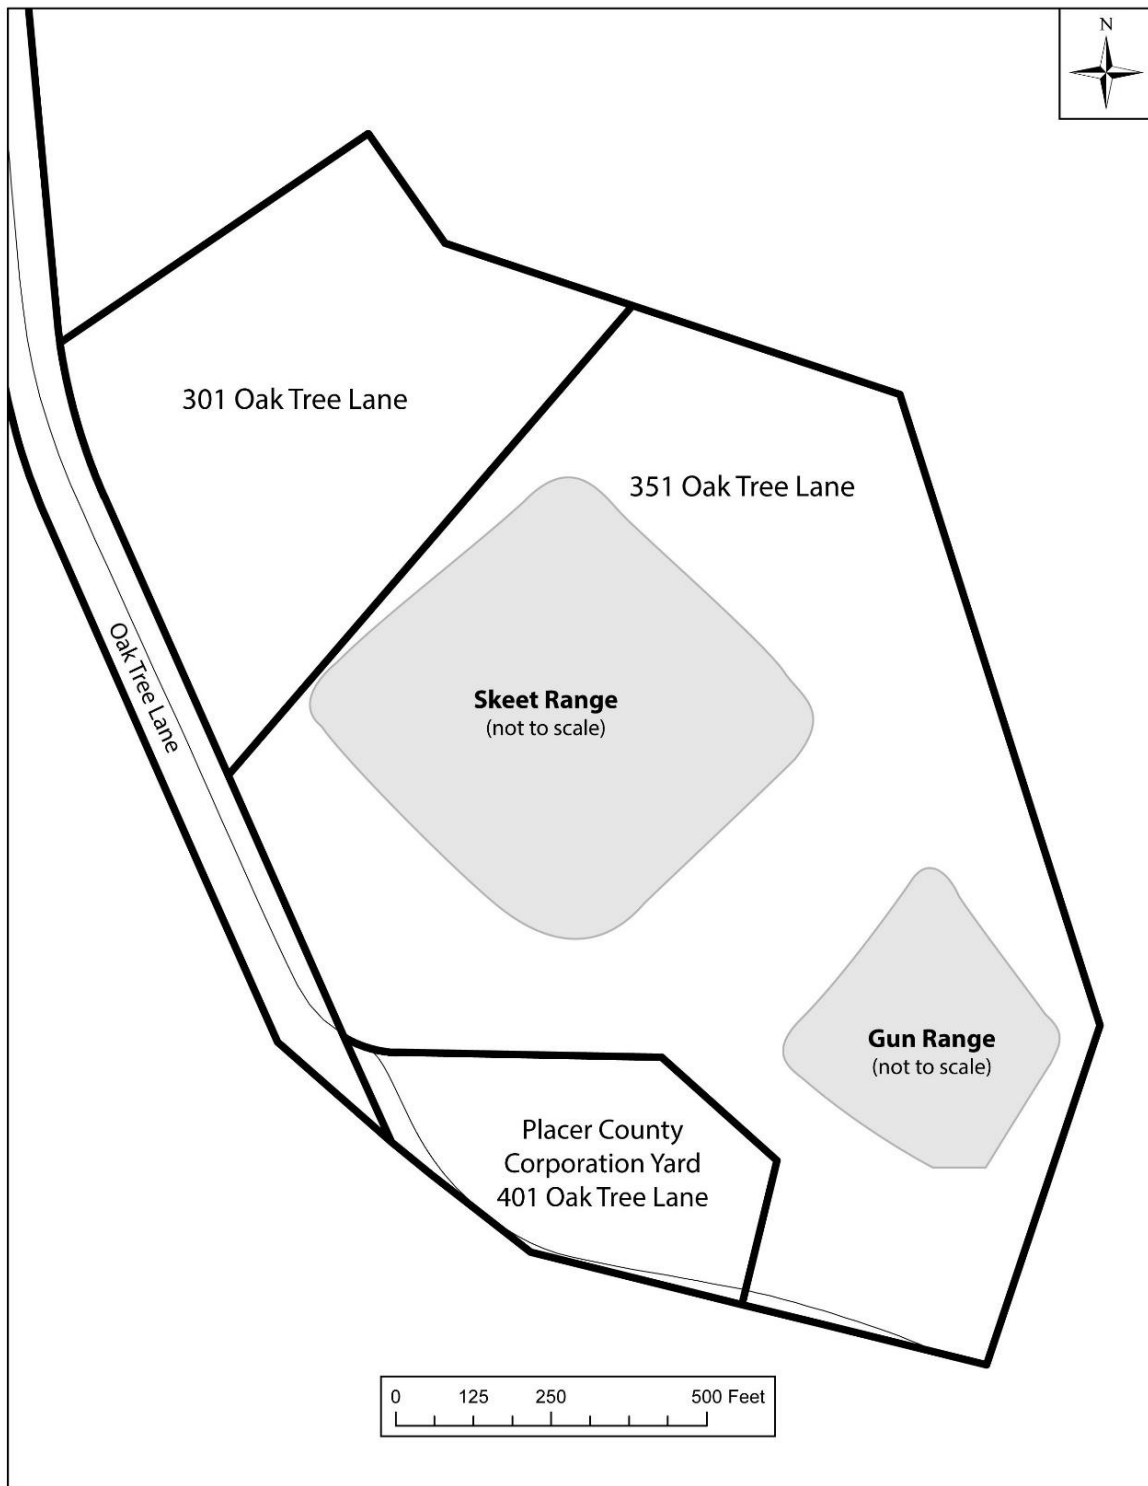 N
301 Oak Tree Lane
351 Oak Tree Lane
Oak Tree Lane
Skeet Range
(not to scale)
Gun Range
(not to scale)
Placer County
Corporation Yard
401 Oak Tree Lane
0 125 250 500 Feet